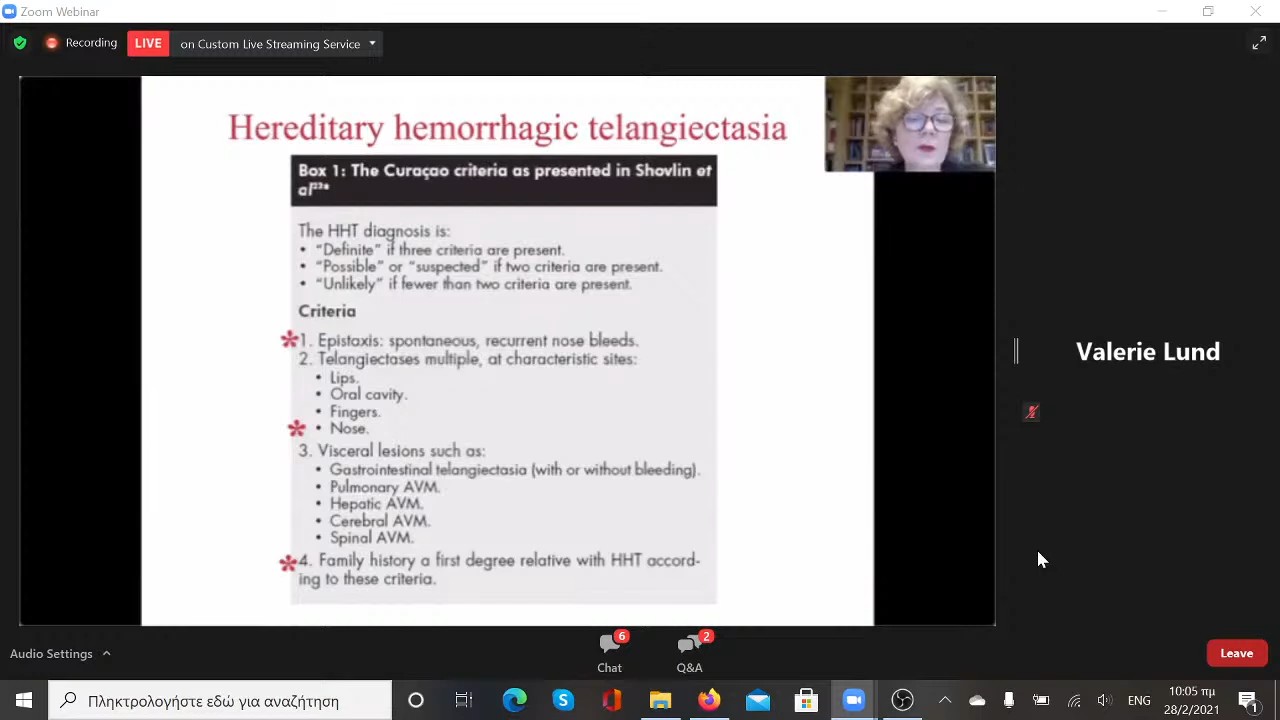 Zoom Webinar
Recording
LIVE
on Custom Live Streaming Service
Hereditary hemorrhagic telangiectasia
Box 1: The Curaçao criteria as presented in Shovlin et
al²³*
The HHT diagnosis is:
• “Definite” if three criteria are present.
• “Possible” or “suspected” if two criteria are present.
• “Unlikely” if fewer than two criteria are present.
Criteria
*1. Epistaxis: spontaneous, recurrent nose bleeds.
2. Telangiectases multiple, at characteristic sites:
• Lips.
• Oral cavity.
• Fingers.
* • Nose.
3. Visceral lesions such as:
• Gastrointestinal telangiectasia (with or without bleeding).
• Pulmonary AVM.
• Hepatic AVM.
• Cerebral AVM.
• Spinal AVM.
*4. Family history a first degree relative with HHT accord-
ing to these criteria.
Valerie Lund
Audio Settings
6
Chat
2
Q&A
Leave
Πληκτρολογήστε εδώ για αναζήτηση
ENG
10:05 πμ
28/2/2021
1